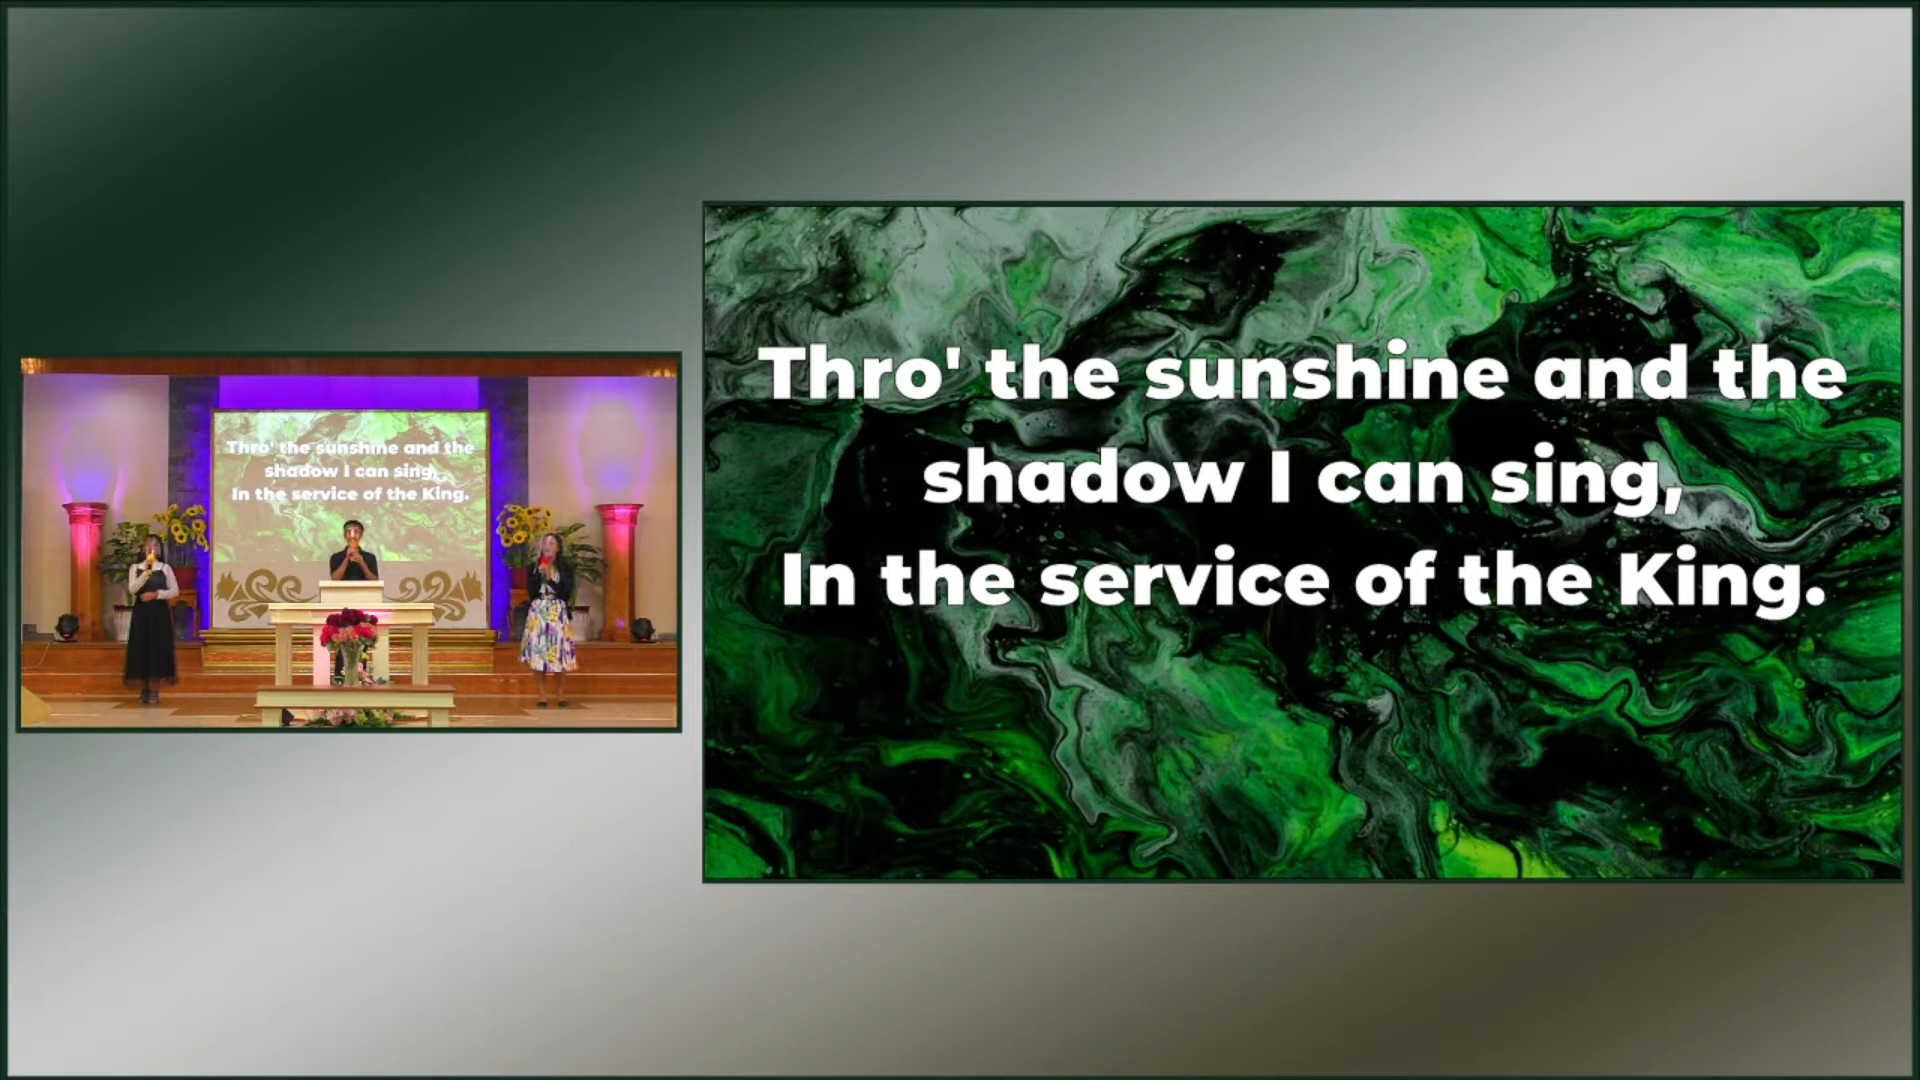 Thro' the sunshine and the
shadow I can sing,
In the service of the King.
Thro' the sunshine and the
shadow I can sing,
In the service of the King.